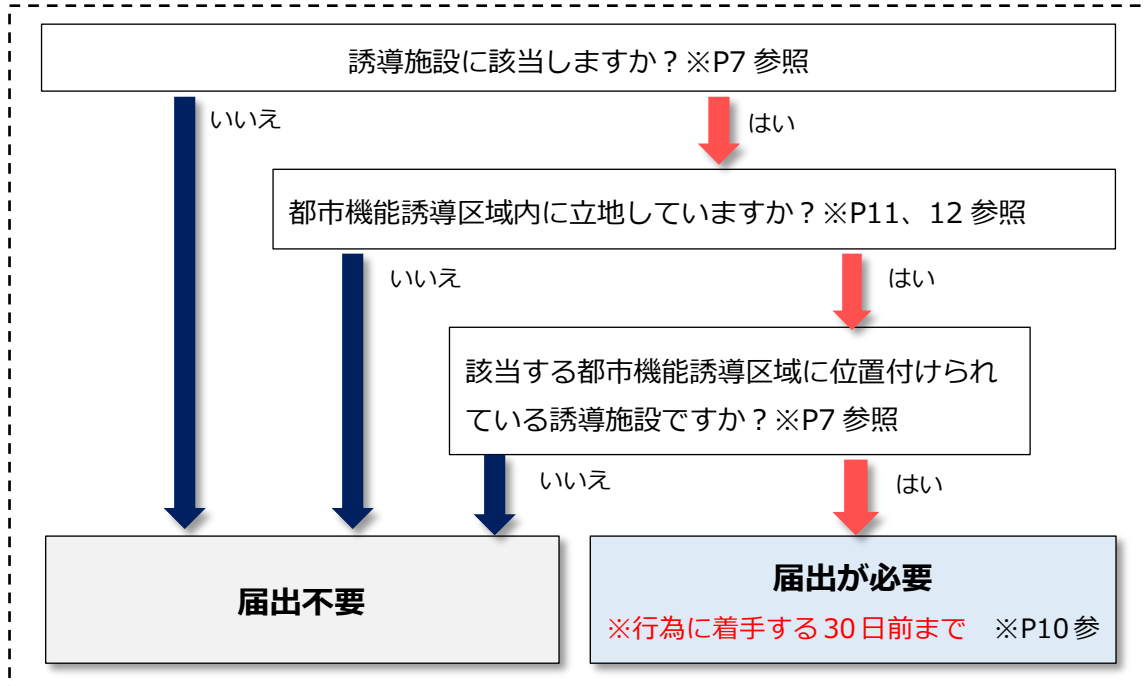 誘導施設に該当しますか？※P7 参照
いいえ
はい
都市機能誘導区域内に立地していますか？※P11、12 参照
いいえ
はい
該当する都市機能誘導区域に位置付けられ
ている誘導施設ですか？※P7 参照
いいえ
はい
届出不要
届出が必要
※行為に着手する 30 日前まで　※P10 参